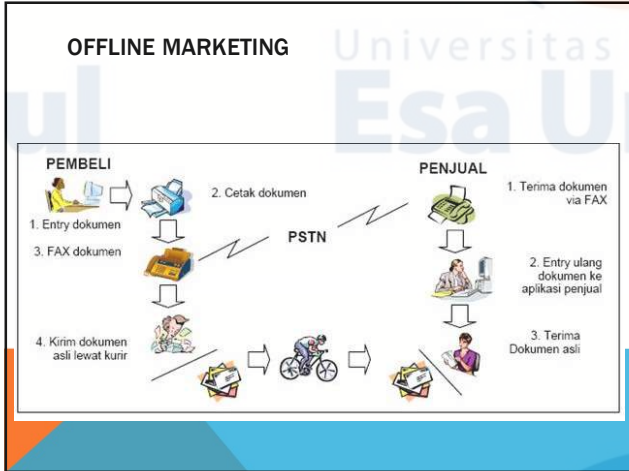 OFFLINE MARKETING
Universitas
Esa U
ul
PEMBELI
1. Entry dokumen
2. Cetak dokumen
3. FAX dokumen
4. Kirim dokumen
asli lewat kurir
PSTN
PENJUAL
1. Terima dokumen
via FAX
2. Entry ulang
dokumen ke
aplikasi penjual
3. Terima
Dokumen asli